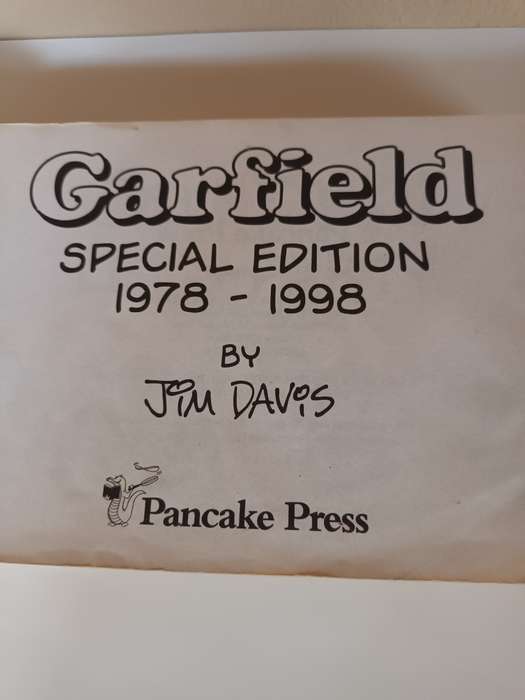 Garfield
SPECIAL EDITION
1978 - 1998
BY
JIM DAVIS
Pancake Press